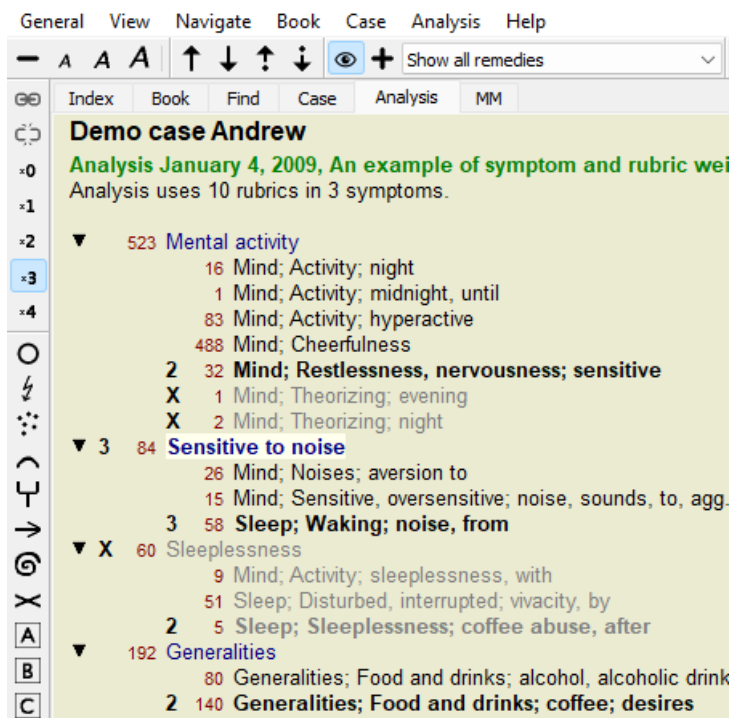 General View Navigate Book Case Analysis Help
A A A Show all remedies
Index Book Find Case Analysis MM
Demo case Andrew
×0 Analysis January 4, 2009, An example of symptom and rubric wei
Analysis uses 10 rubrics in 3 symptoms.
×1
×2 ▼ 523 Mental activity
16 Mind; Activity; night
×3
1 Mind; Activity; midnight, until
×4 83 Mind; Activity; hyperactive
488 Mind; Cheerfulness
2 32 Mind; Restlessness, nervousness; sensitive
X 1 Mind; Theorizing; evening
X 2 Mind; Theorizing; night
▼ 3 84 Sensitive to noise
26 Mind; Noises; aversion to
15 Mind; Sensitive, oversensitive; noise, sounds, to, agg.
3 58 Sleep; Waking; noise, from
▼ X 60 Sleeplessness
9 Mind; Activity; sleeplessness, with
51 Sleep; Disturbed, interrupted; vivacity, by
A 2 5 Sleep; Sleeplessness; coffee abuse, after
▼ 192 Generalities
B 80 Generalities; Food and drinks; alcohol, alcoholic drink
C 2 140 Generalities; Food and drinks; coffee; desires